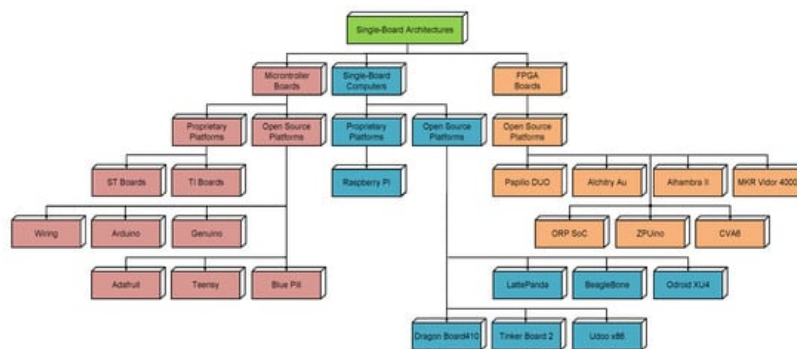 Single-Board Architectures
Microntroller
Boards
Single-Board
Computers
FPGA
Boards
Proprietary
Platforms
Open Source
Platforms
Proprietary
Platforms
Open Source
Platforms
Open Source
Platforms
ST Boards
TI Boards
Raspberry PI
Papilio DUO
Alchitry Au
Alhambra II
MKR Vidor 4000
Wiring
Arduino
Genuino
ORP SoC
ZPUino
CVA6
Adafruit
Teensy
Blue Pill
LattePanda
BeagleBone
Odroid XU4
Dragon Board410
Tinker Board 2
Udoo x86